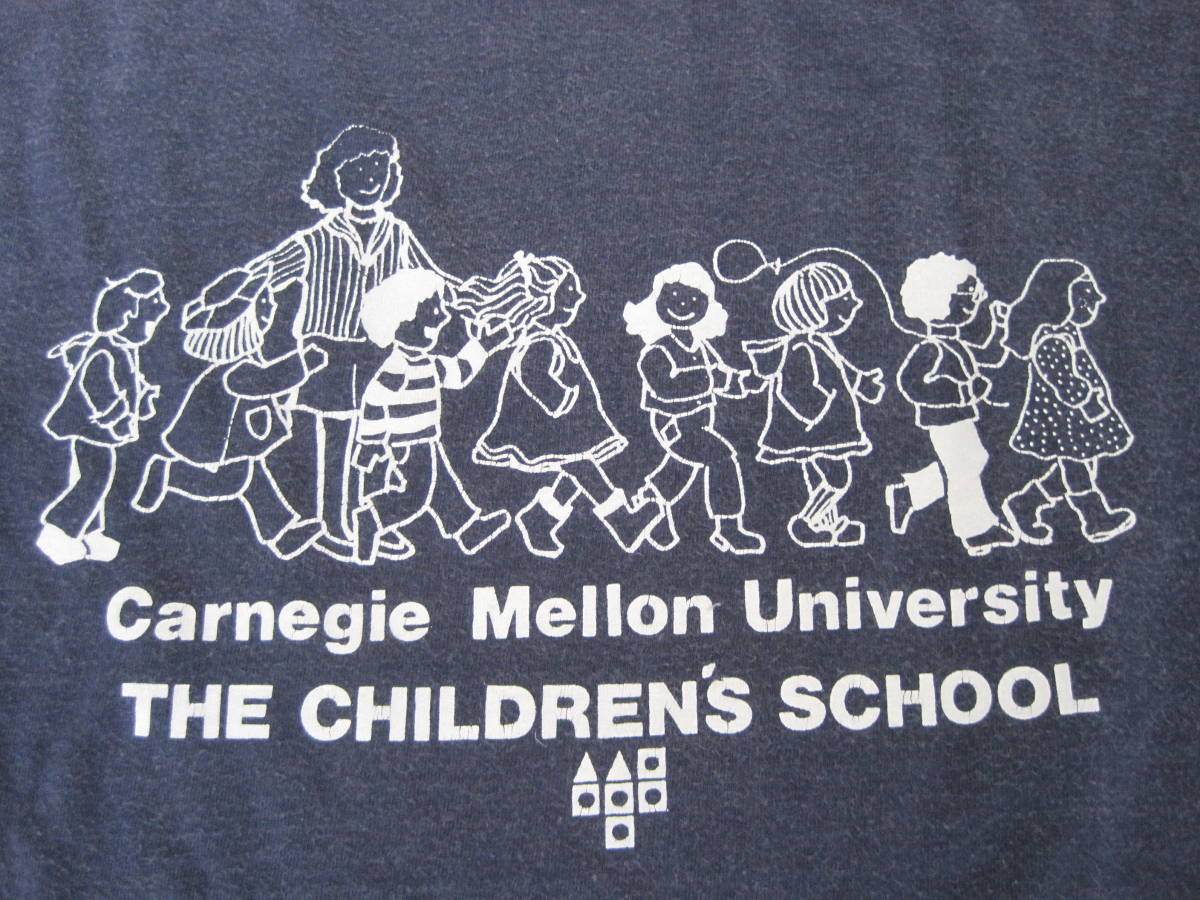 Carnegie Mellon University
THE CHILDREN'S SCHOOL